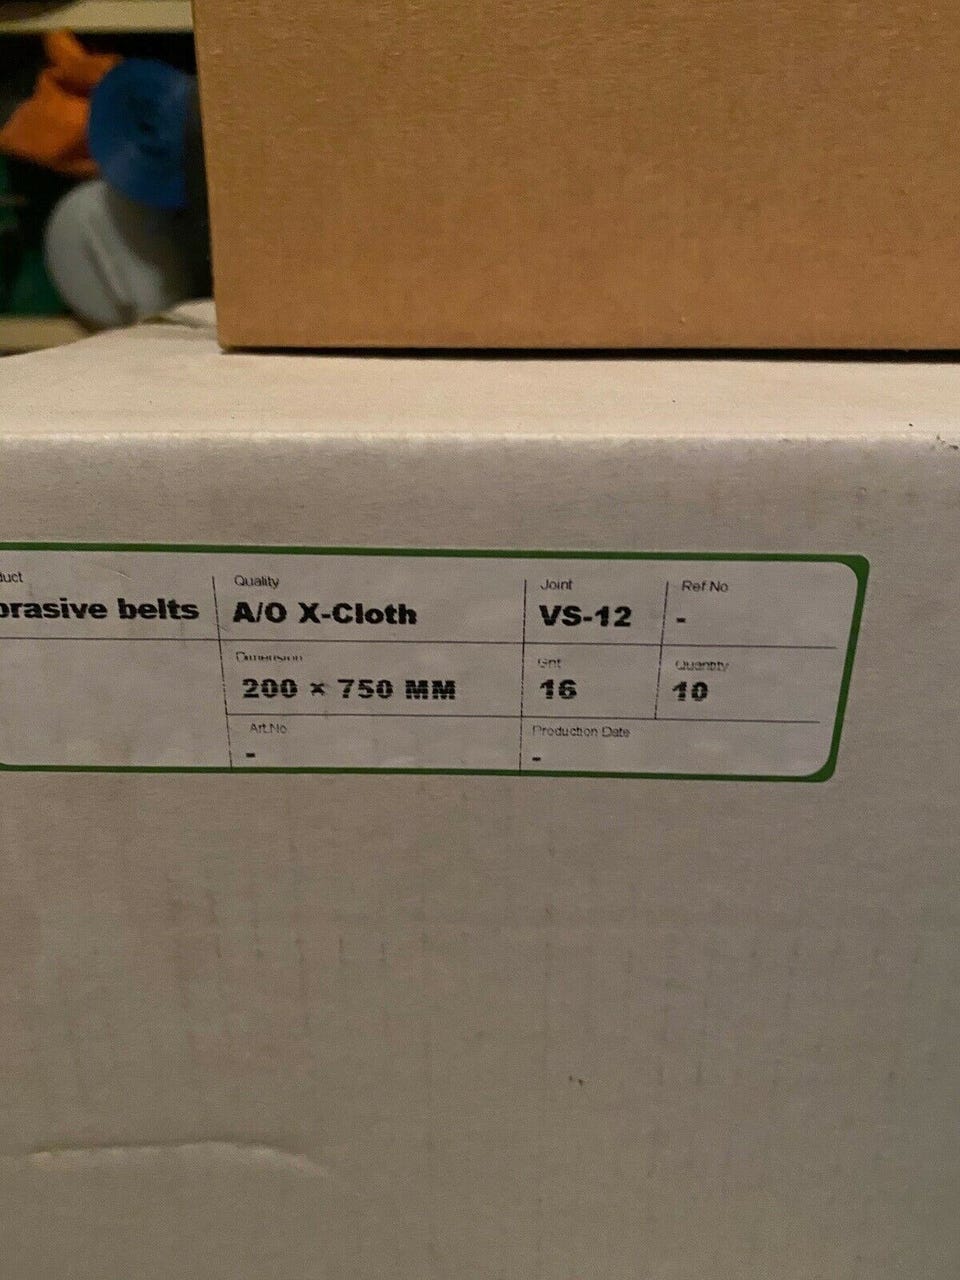 duct Quality Joint Ref No
brasive belts A/O X-Cloth VS-12 -
Dimension Grit Quantity
200 × 750 MM 16 10
Art.No Production Date
- -